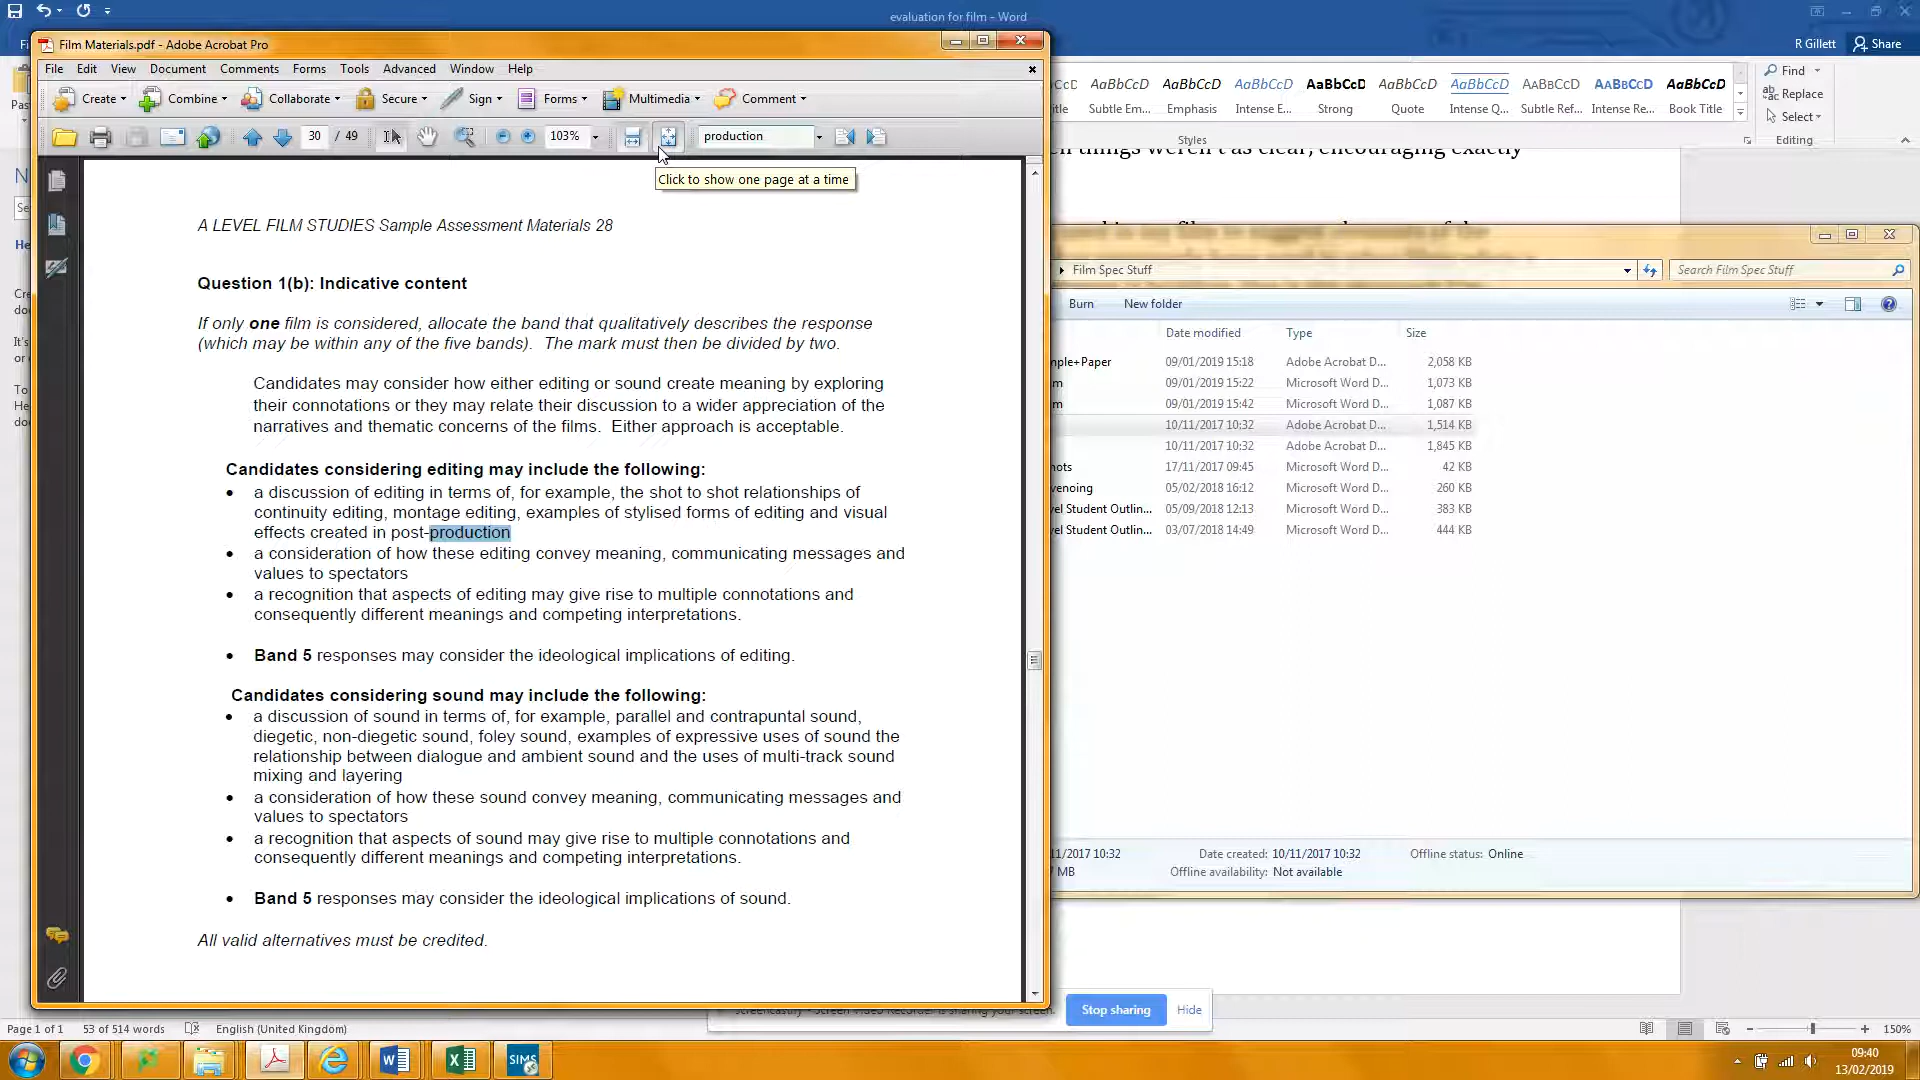 evaluation for film - Word
R Gillett
Share
Film Materials.pdf - Adobe Acrobat Pro
File Edit View Document Comments Forms Tools Advanced Window Help
Create Combine Collaborate Secure Sign Forms Multimedia Comment
30 / 49 103% production
Click to show one page at a time
AaBbCcD AaBbCcD AaBbCcD AaBbCcD AaBbCcD AaBbCcD AaBbCcD AaBbCcD AaBbCcD
Subtle Em... Emphasis Intense E... Strong Quote Intense Q... Subtle Ref... Intense Re... Book Title
Styles
Find
Replace
Select
Editing
things weren't as clear, encouraging exactly
A LEVEL FILM STUDIES Sample Assessment Materials 28
Question 1(b): Indicative content
If only one film is considered, allocate the band that qualitatively describes the response
(which may be within any of the five bands). The mark must then be divided by two.
Candidates may consider how either editing or sound create meaning by exploring
their connotations or they may relate their discussion to a wider appreciation of the
narratives and thematic concerns of the films. Either approach is acceptable.
Candidates considering editing may include the following:
• a discussion of editing in terms of, for example, the shot to shot relationships of
continuity editing, montage editing, examples of stylised forms of editing and visual
effects created in post-production
• a consideration of how these editing convey meaning, communicating messages and
values to spectators
• a recognition that aspects of editing may give rise to multiple connotations and
consequently different meanings and competing interpretations.
• Band 5 responses may consider the ideological implications of editing.
Candidates considering sound may include the following:
• a discussion of sound in terms of, for example, parallel and contrapuntal sound,
diegetic, non-diegetic sound, foley sound, examples of expressive uses of sound the
relationship between dialogue and ambient sound and the uses of multi-track sound
mixing and layering
• a consideration of how these sound convey meaning, communicating messages and
values to spectators
• a recognition that aspects of sound may give rise to multiple connotations and
consequently different meanings and competing interpretations.
• Band 5 responses may consider the ideological implications of sound.
All valid alternatives must be credited.
Film Spec Stuff
Search Film Spec Stuff
Burn New folder
Date modified Type Size
mple+Paper 09/01/2019 15:18 Adobe Acrobat D... 2,058 KB
m 09/01/2019 15:22 Microsoft Word D... 1,073 KB
m 09/01/2019 15:42 Microsoft Word D... 1,087 KB
10/11/2017 10:32 Adobe Acrobat D... 1,514 KB
10/11/2017 10:32 Adobe Acrobat D... 1,845 KB
nots 17/11/2017 09:45 Microsoft Word D... 42 KB
venoing 05/02/2018 16:12 Microsoft Word D... 260 KB
vel Student Outlin... 05/09/2018 12:13 Microsoft Word D... 383 KB
vel Student Outlin... 03/07/2018 14:49 Microsoft Word D... 444 KB
11/2017 10:32 Date created: 10/11/2017 10:32 Offline status: Online
MB Offline availability: Not available
Stop sharing Hide
Page 1 of 1 53 of 514 words English (United Kingdom)
150%
SIMS
09:40
13/02/2019